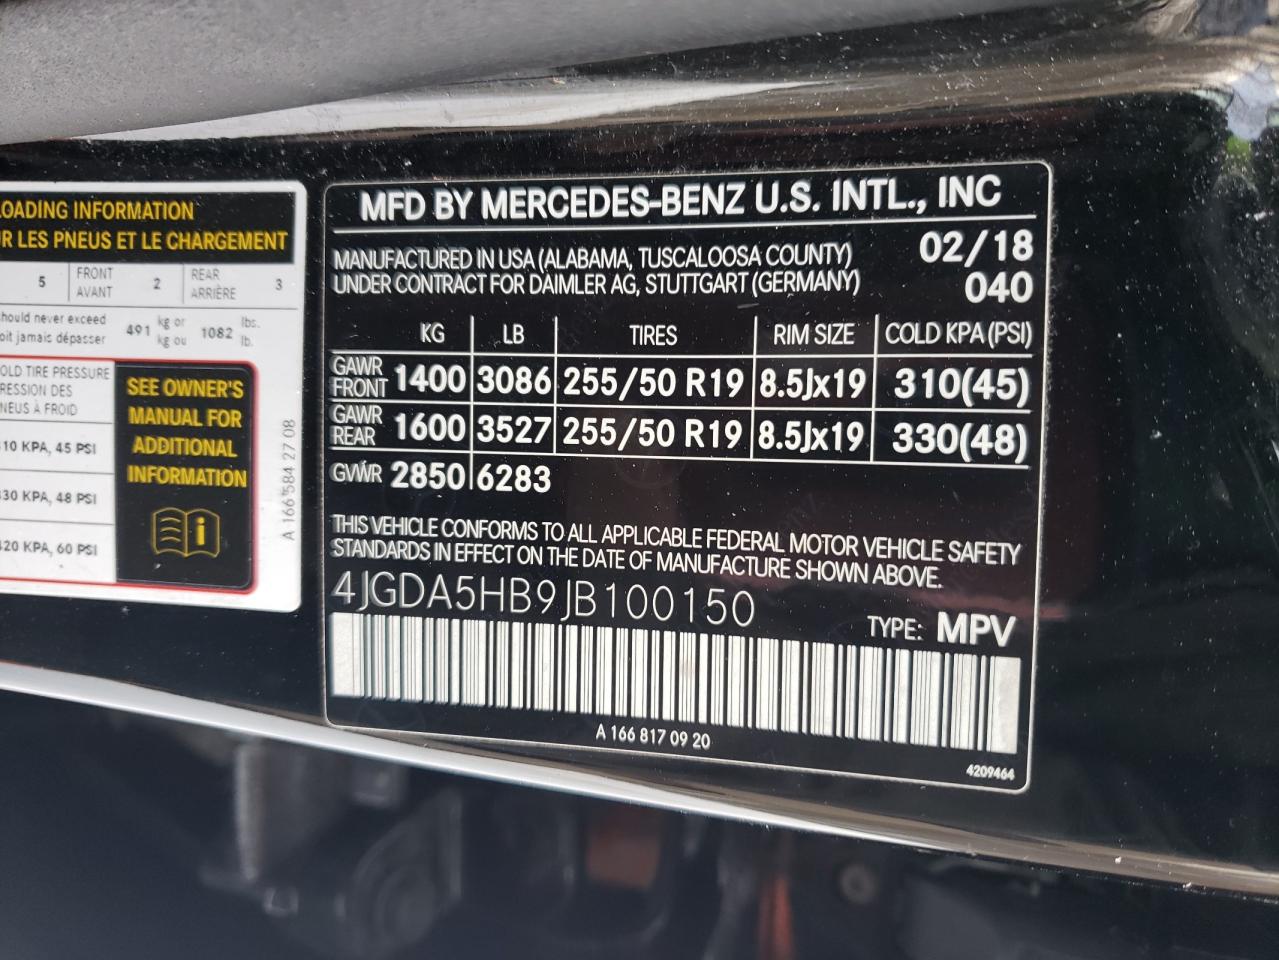 LOADING INFORMATION
R LES PNEUS ET LE CHARGEMENT
5 FRONT AVANT 2 REAR ARRIÈRE 3
should never exceed
oit jamais dépasser
491 kg or kg ou 1082 lbs. lb.
OLD TIRE PRESSURE
RESSION DES
NEUS À FROID
10 KPA, 45 PSI
30 KPA, 48 PSI
20 KPA, 60 PSI
SEE OWNER'S
MANUAL FOR
ADDITIONAL
INFORMATION
A 166 584 27 08
MFD BY MERCEDES-BENZ U.S. INTL., INC
MANUFACTURED IN USA (ALABAMA, TUSCALOOSA COUNTY) 02/18
UNDER CONTRACT FOR DAIMLER AG, STUTTGART (GERMANY) 040
KG LB TIRES RIM SIZE COLD KPA (PSI)
GAWR FRONT 1400 3086 255/50 R19 8.5Jx19 310(45)
GAWR REAR 1600 3527 255/50 R19 8.5Jx19 330(48)
GVWR 2850 6283
THIS VEHICLE CONFORMS TO ALL APPLICABLE FEDERAL MOTOR VEHICLE SAFETY
STANDARDS IN EFFECT ON THE DATE OF MANUFACTURE SHOWN ABOVE.
4JGDA5HB9JB100150
TYPE: MPV
A 166 817 09 20
4209464